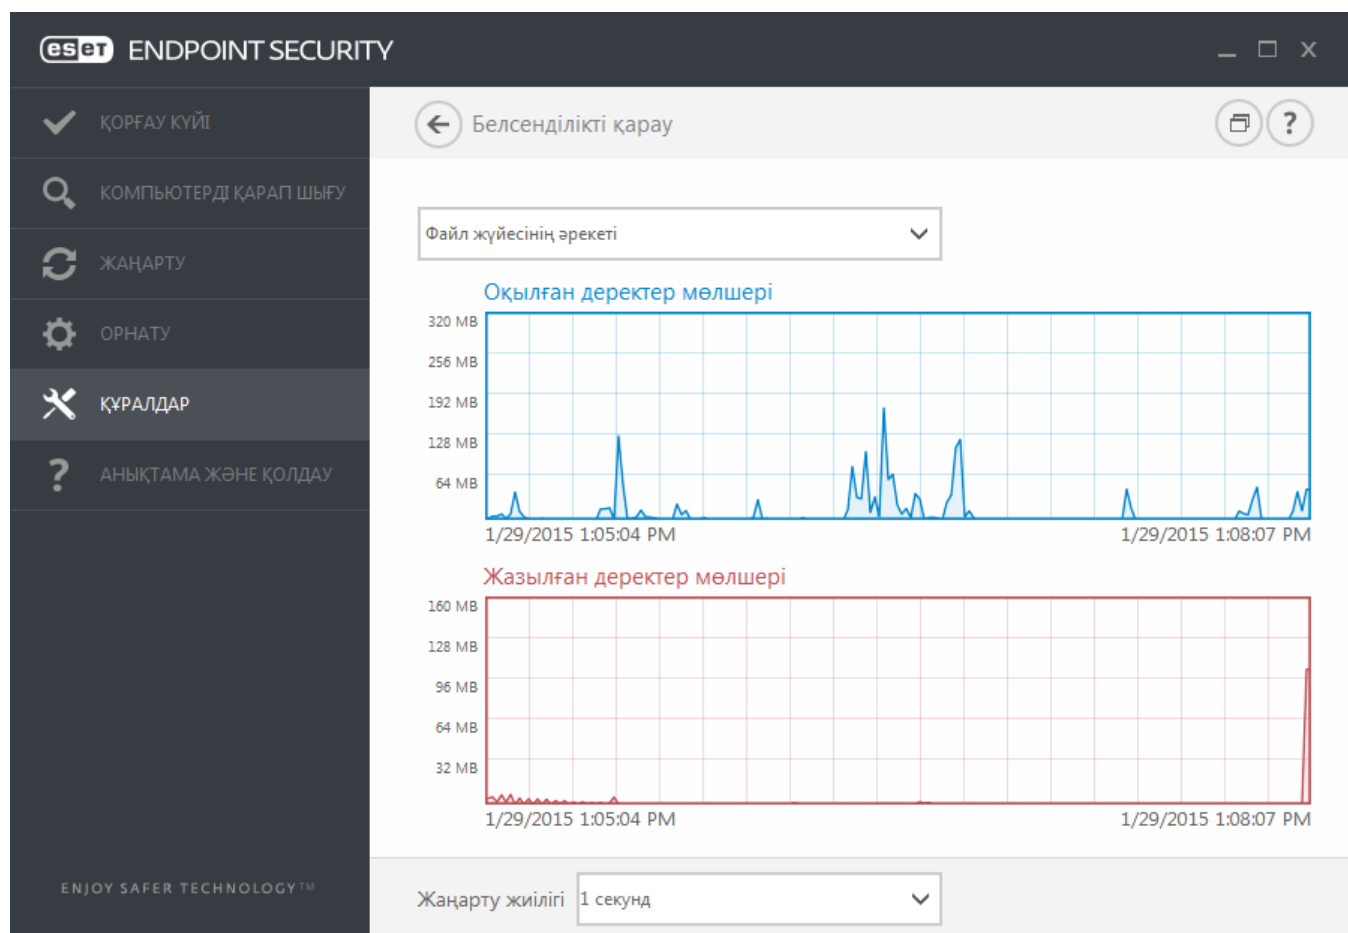 eset ENDPOINT SECURITY
ҚОРҒАУ КҮЙІ
КОМПЬЮТЕРДІ ҚАРАП ШЫҒУ
ЖАҢАРТУ
ОРНАТУ
ҚҰРАЛДАР
АНЫҚТАМА ЖӘНЕ ҚОЛДАУ
ENJOY SAFER TECHNOLOGY™
Белсенділікті қарау
?
Файл жүйесінің әрекеті
Оқылған деректер мөлшері
320 MB
256 MB
192 MB
128 MB
64 MB
1/29/2015 1:05:04 PM 1/29/2015 1:08:07 PM
Жазылған деректер мөлшері
160 MB
128 MB
96 MB
64 MB
32 MB
1/29/2015 1:05:04 PM 1/29/2015 1:08:07 PM
Жаңарту жиілігі 1 секунд